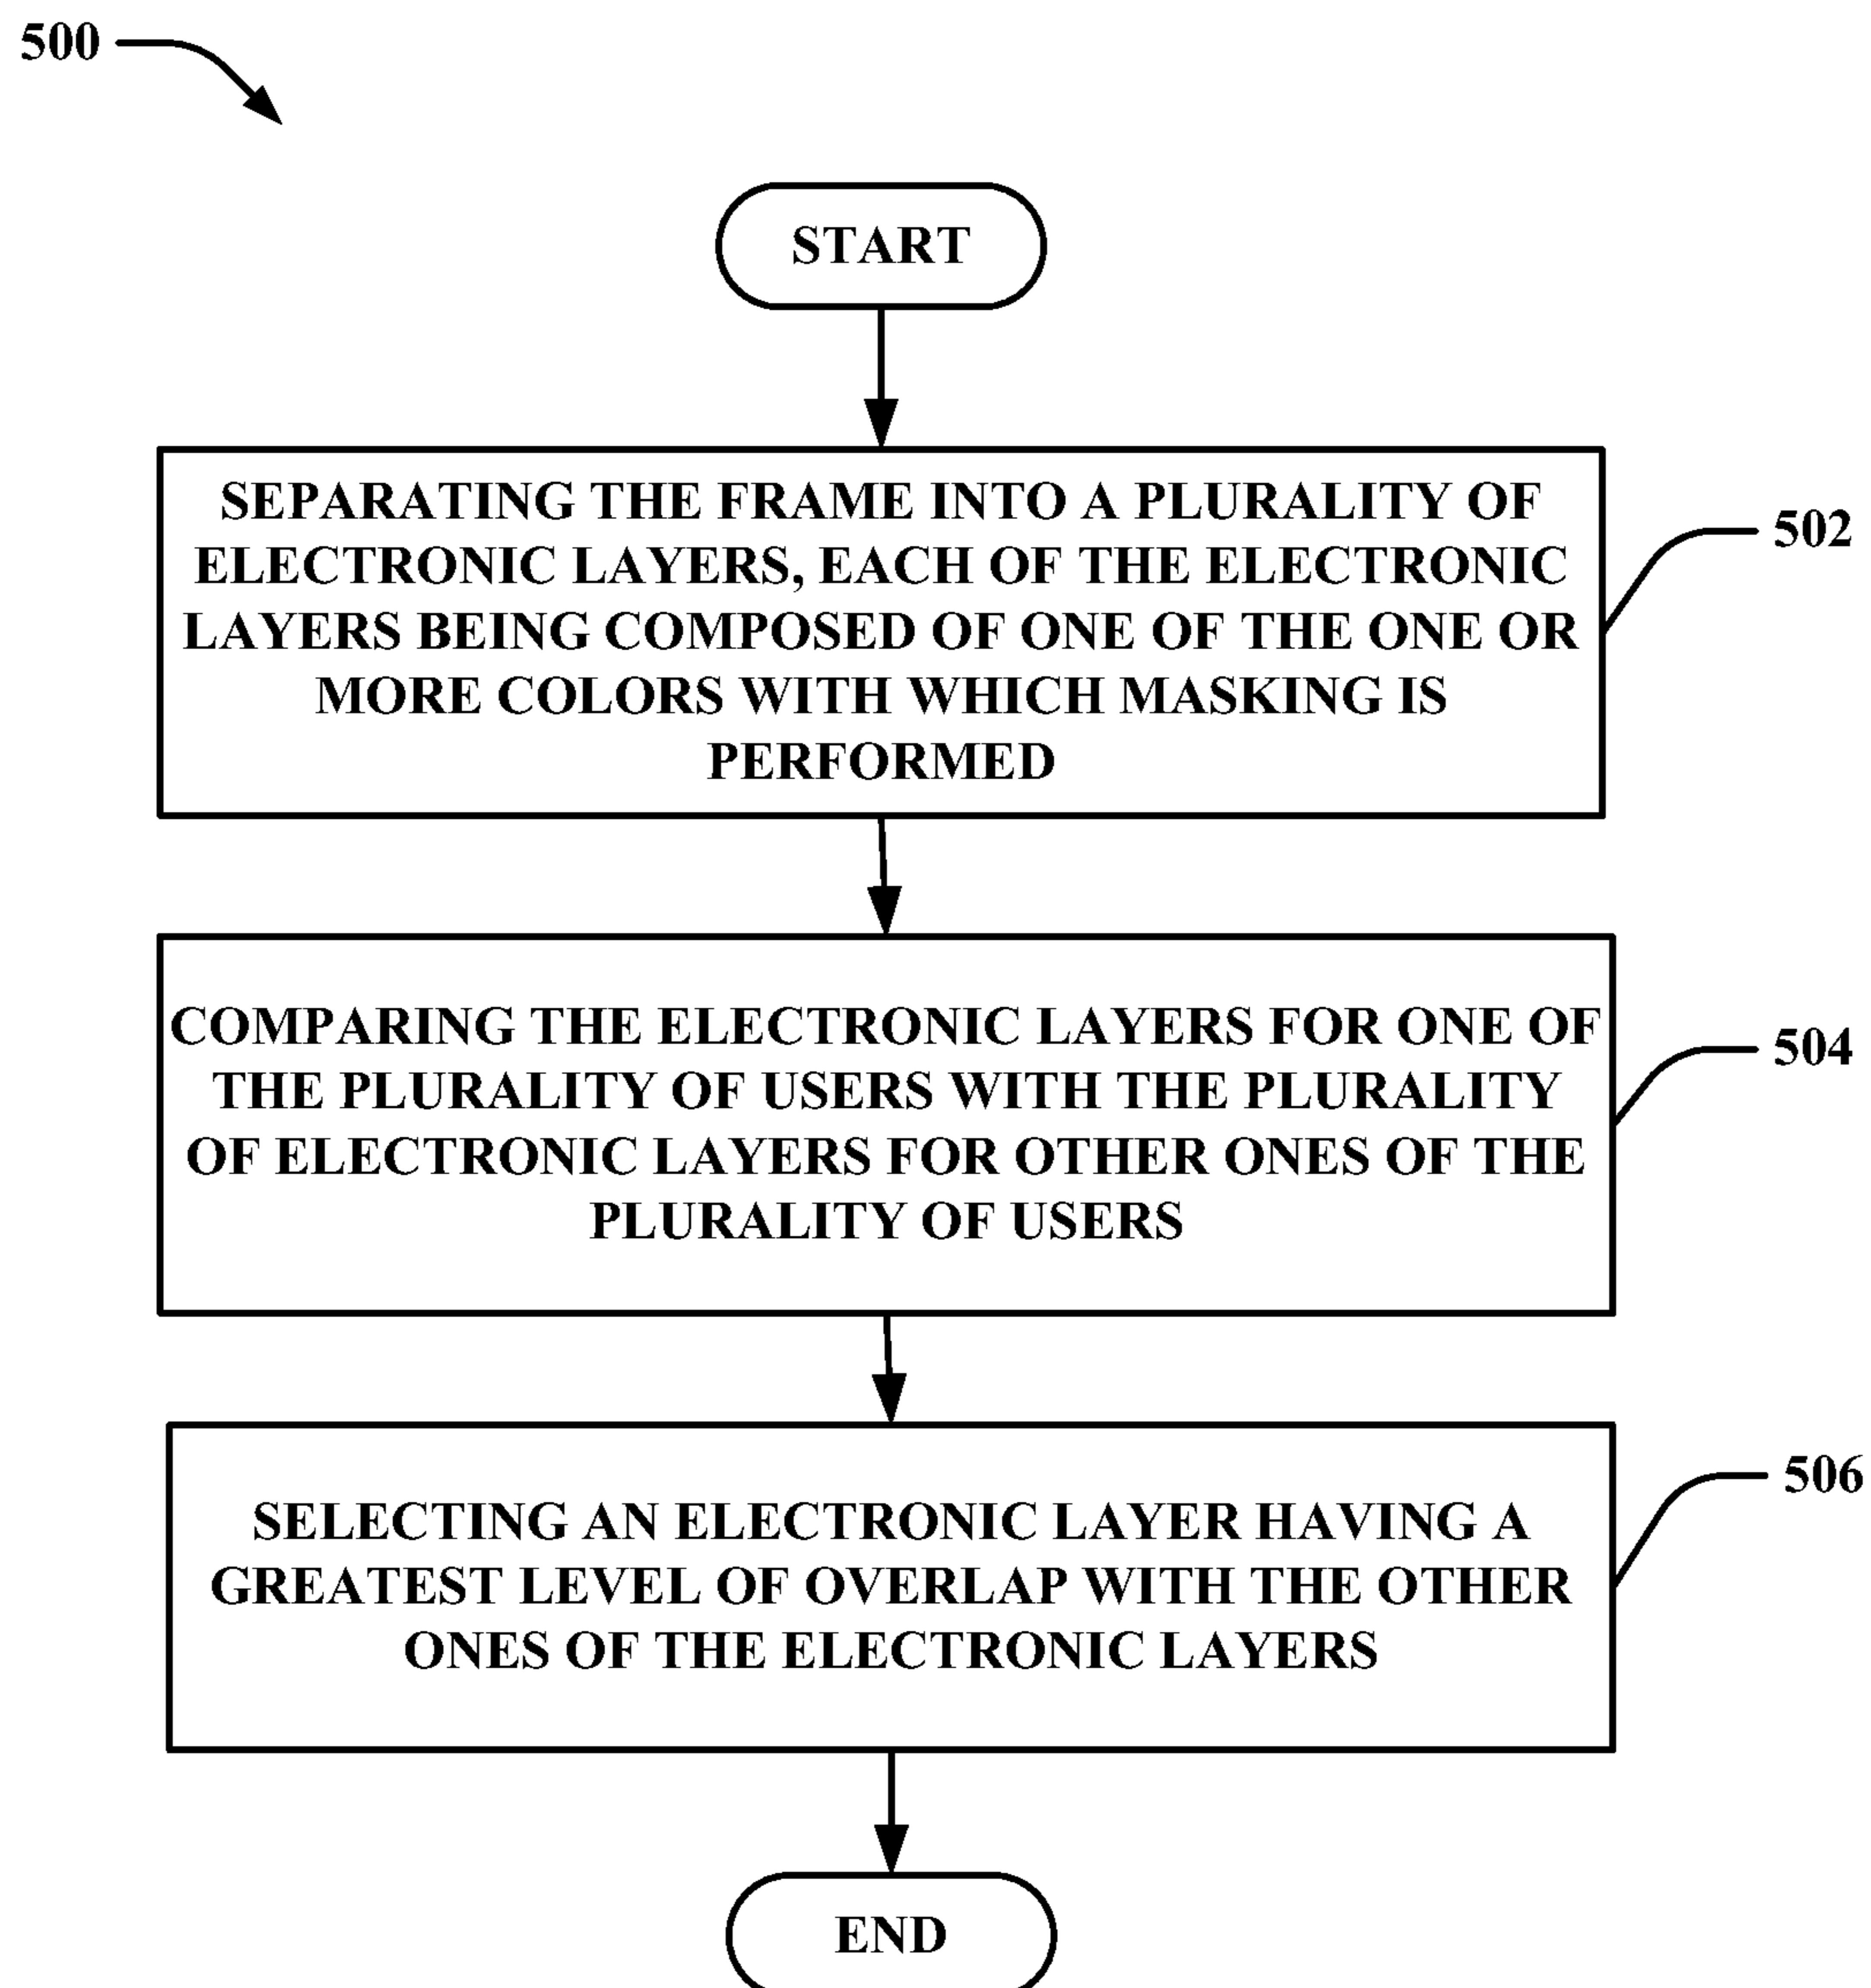 500
START
SEPARATING THE FRAME INTO A PLURALITY OF
ELECTRONIC LAYERS, EACH OF THE ELECTRONIC
LAYERS BEING COMPOSED OF ONE OF THE ONE OR
MORE COLORS WITH WHICH MASKING IS
PERFORMED
502
COMPARING THE ELECTRONIC LAYERS FOR ONE OF
THE PLURALITY OF USERS WITH THE PLURALITY
OF ELECTRONIC LAYERS FOR OTHER ONES OF THE
PLURALITY OF USERS
504
SELECTING AN ELECTRONIC LAYER HAVING A
GREATEST LEVEL OF OVERLAP WITH THE OTHER
ONES OF THE ELECTRONIC LAYERS
506
END